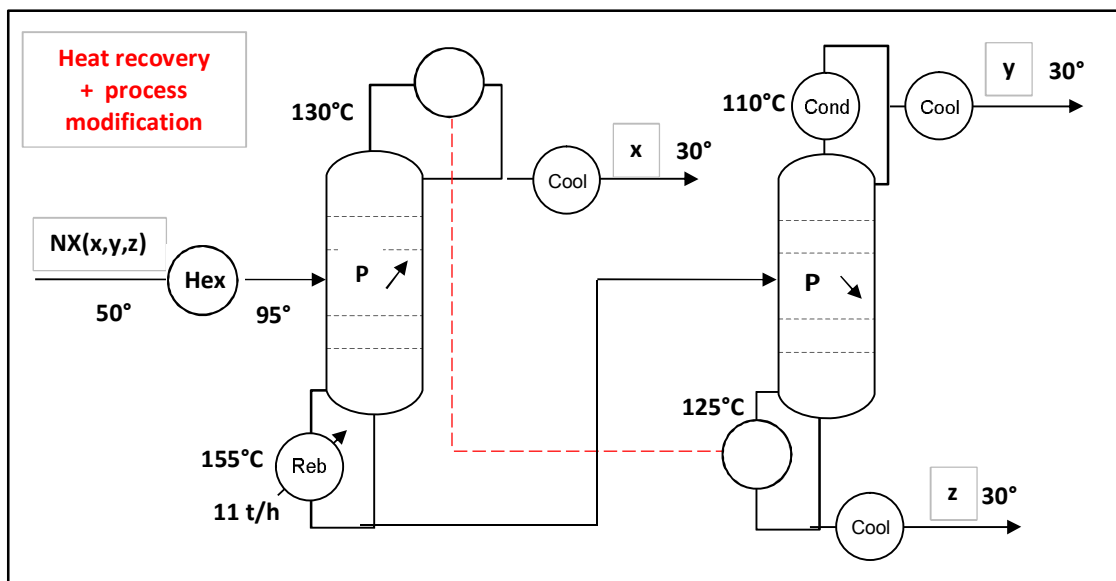 Heat recovery
+ process
modification
130°C
x 30°
Cool
NX(x,y,z)
Hex
50°
95°
P
155°C
Reb
11 t/h
110°C
Cond
Cool
y 30°
P
125°C
z 30°
Cool